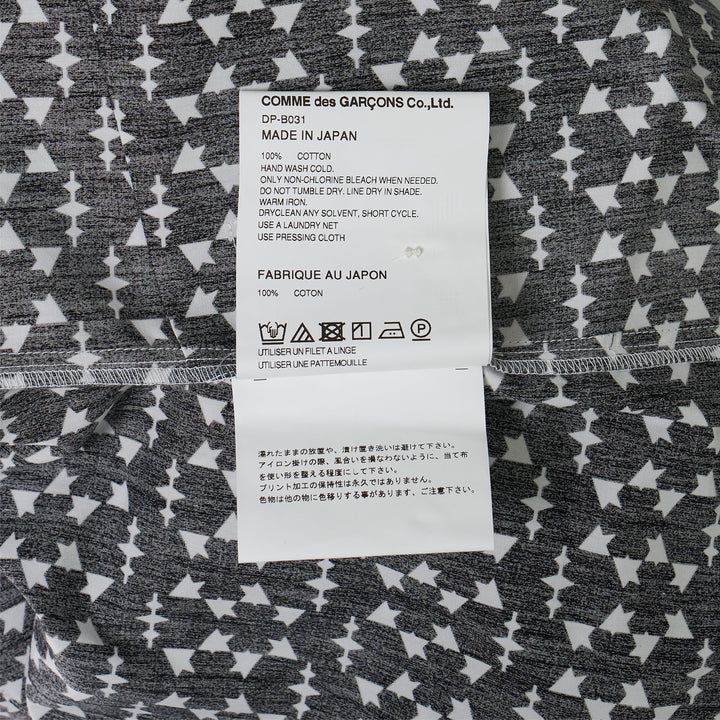 COMME des GARÇONS Co.,Ltd.
DP-B031
MADE IN JAPAN
100% COTTON
HAND WASH COLD.
ONLY NON-CHLORINE BLEACH WHEN NEEDED.
DO NOT TUMBLE DRY. LINE DRY IN SHADE.
WARM IRON.
DRYCLEAN ANY SOLVENT, SHORT CYCLE.
USE A LAUNDRY NET
USE PRESSING CLOTH
FABRIQUE AU JAPON
100% COTON
P
UTILISER UN FILET A LINGE
UTILISER UNE PATTEMOUILLE
濡れたままの放置や、漬け置き洗いは避けて下さい。
アイロン掛けの際、風合いを損なわないように、当て布
を使い形を整える程度にして下さい。
プリント加工の保持性は永久ではありません。
色物は他の物に色移りする事があります、ご注意下さい。